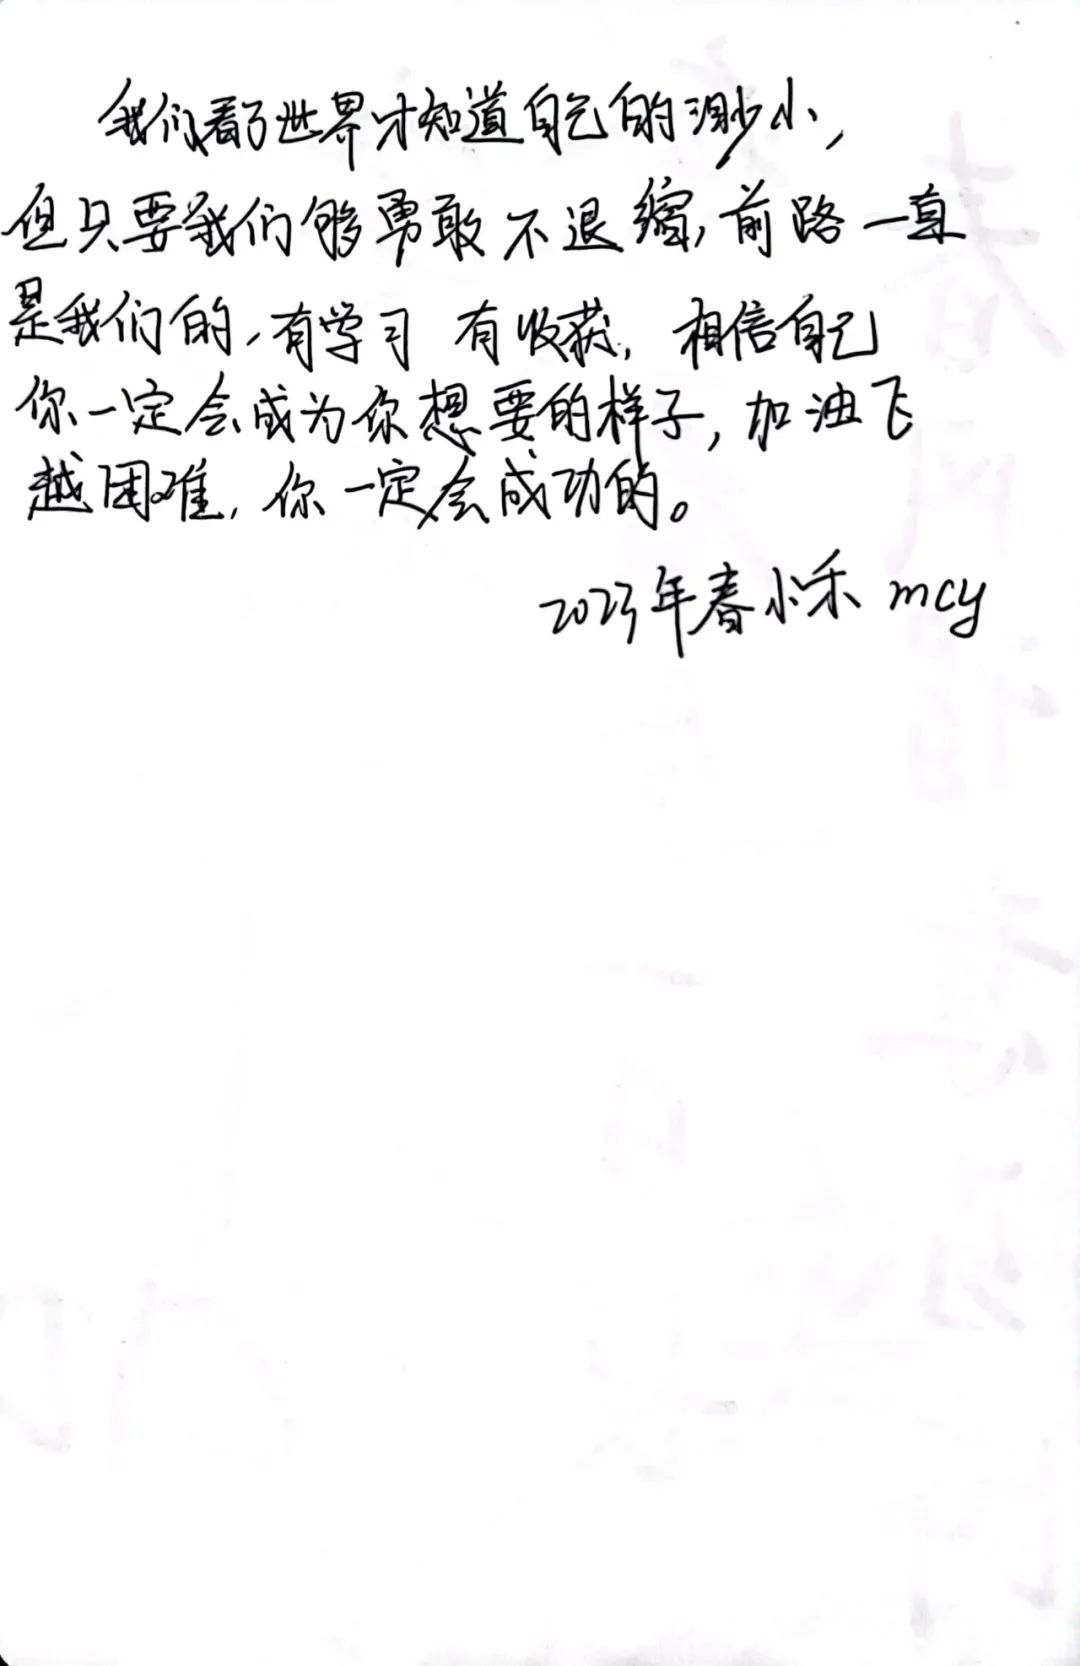 我们看了世界才知道自己的渺小,
但只要我们够勇敢不退缩,前路一直
是我们的,有学习 有收获,相信自己
你一定会成为你想要的样子,加油飞
越困难,你一定会成功的。
2023年春小禾 mcy